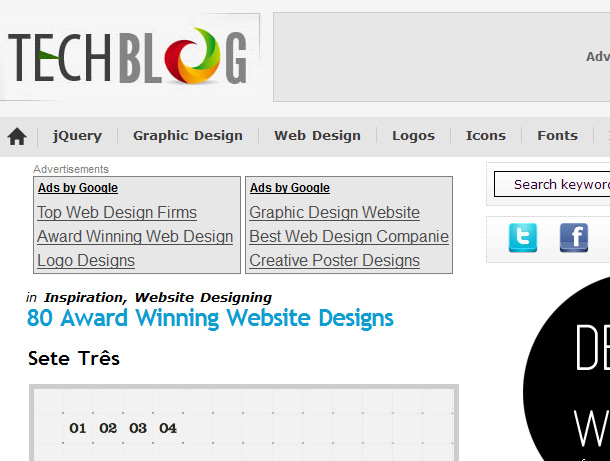 TECHBLOG
Adv
jQuery Graphic Design Web Design Logos Icons Fonts
Advertisements
Ads by Google
Top Web Design Firms
Award Winning Web Design
Logo Designs
Ads by Google
Graphic Design Website
Best Web Design Companie
Creative Poster Designs
Search keyword
in Inspiration, Website Designing
80 Award Winning Website Designs
Sete Três
01 02 03 04
DE
W